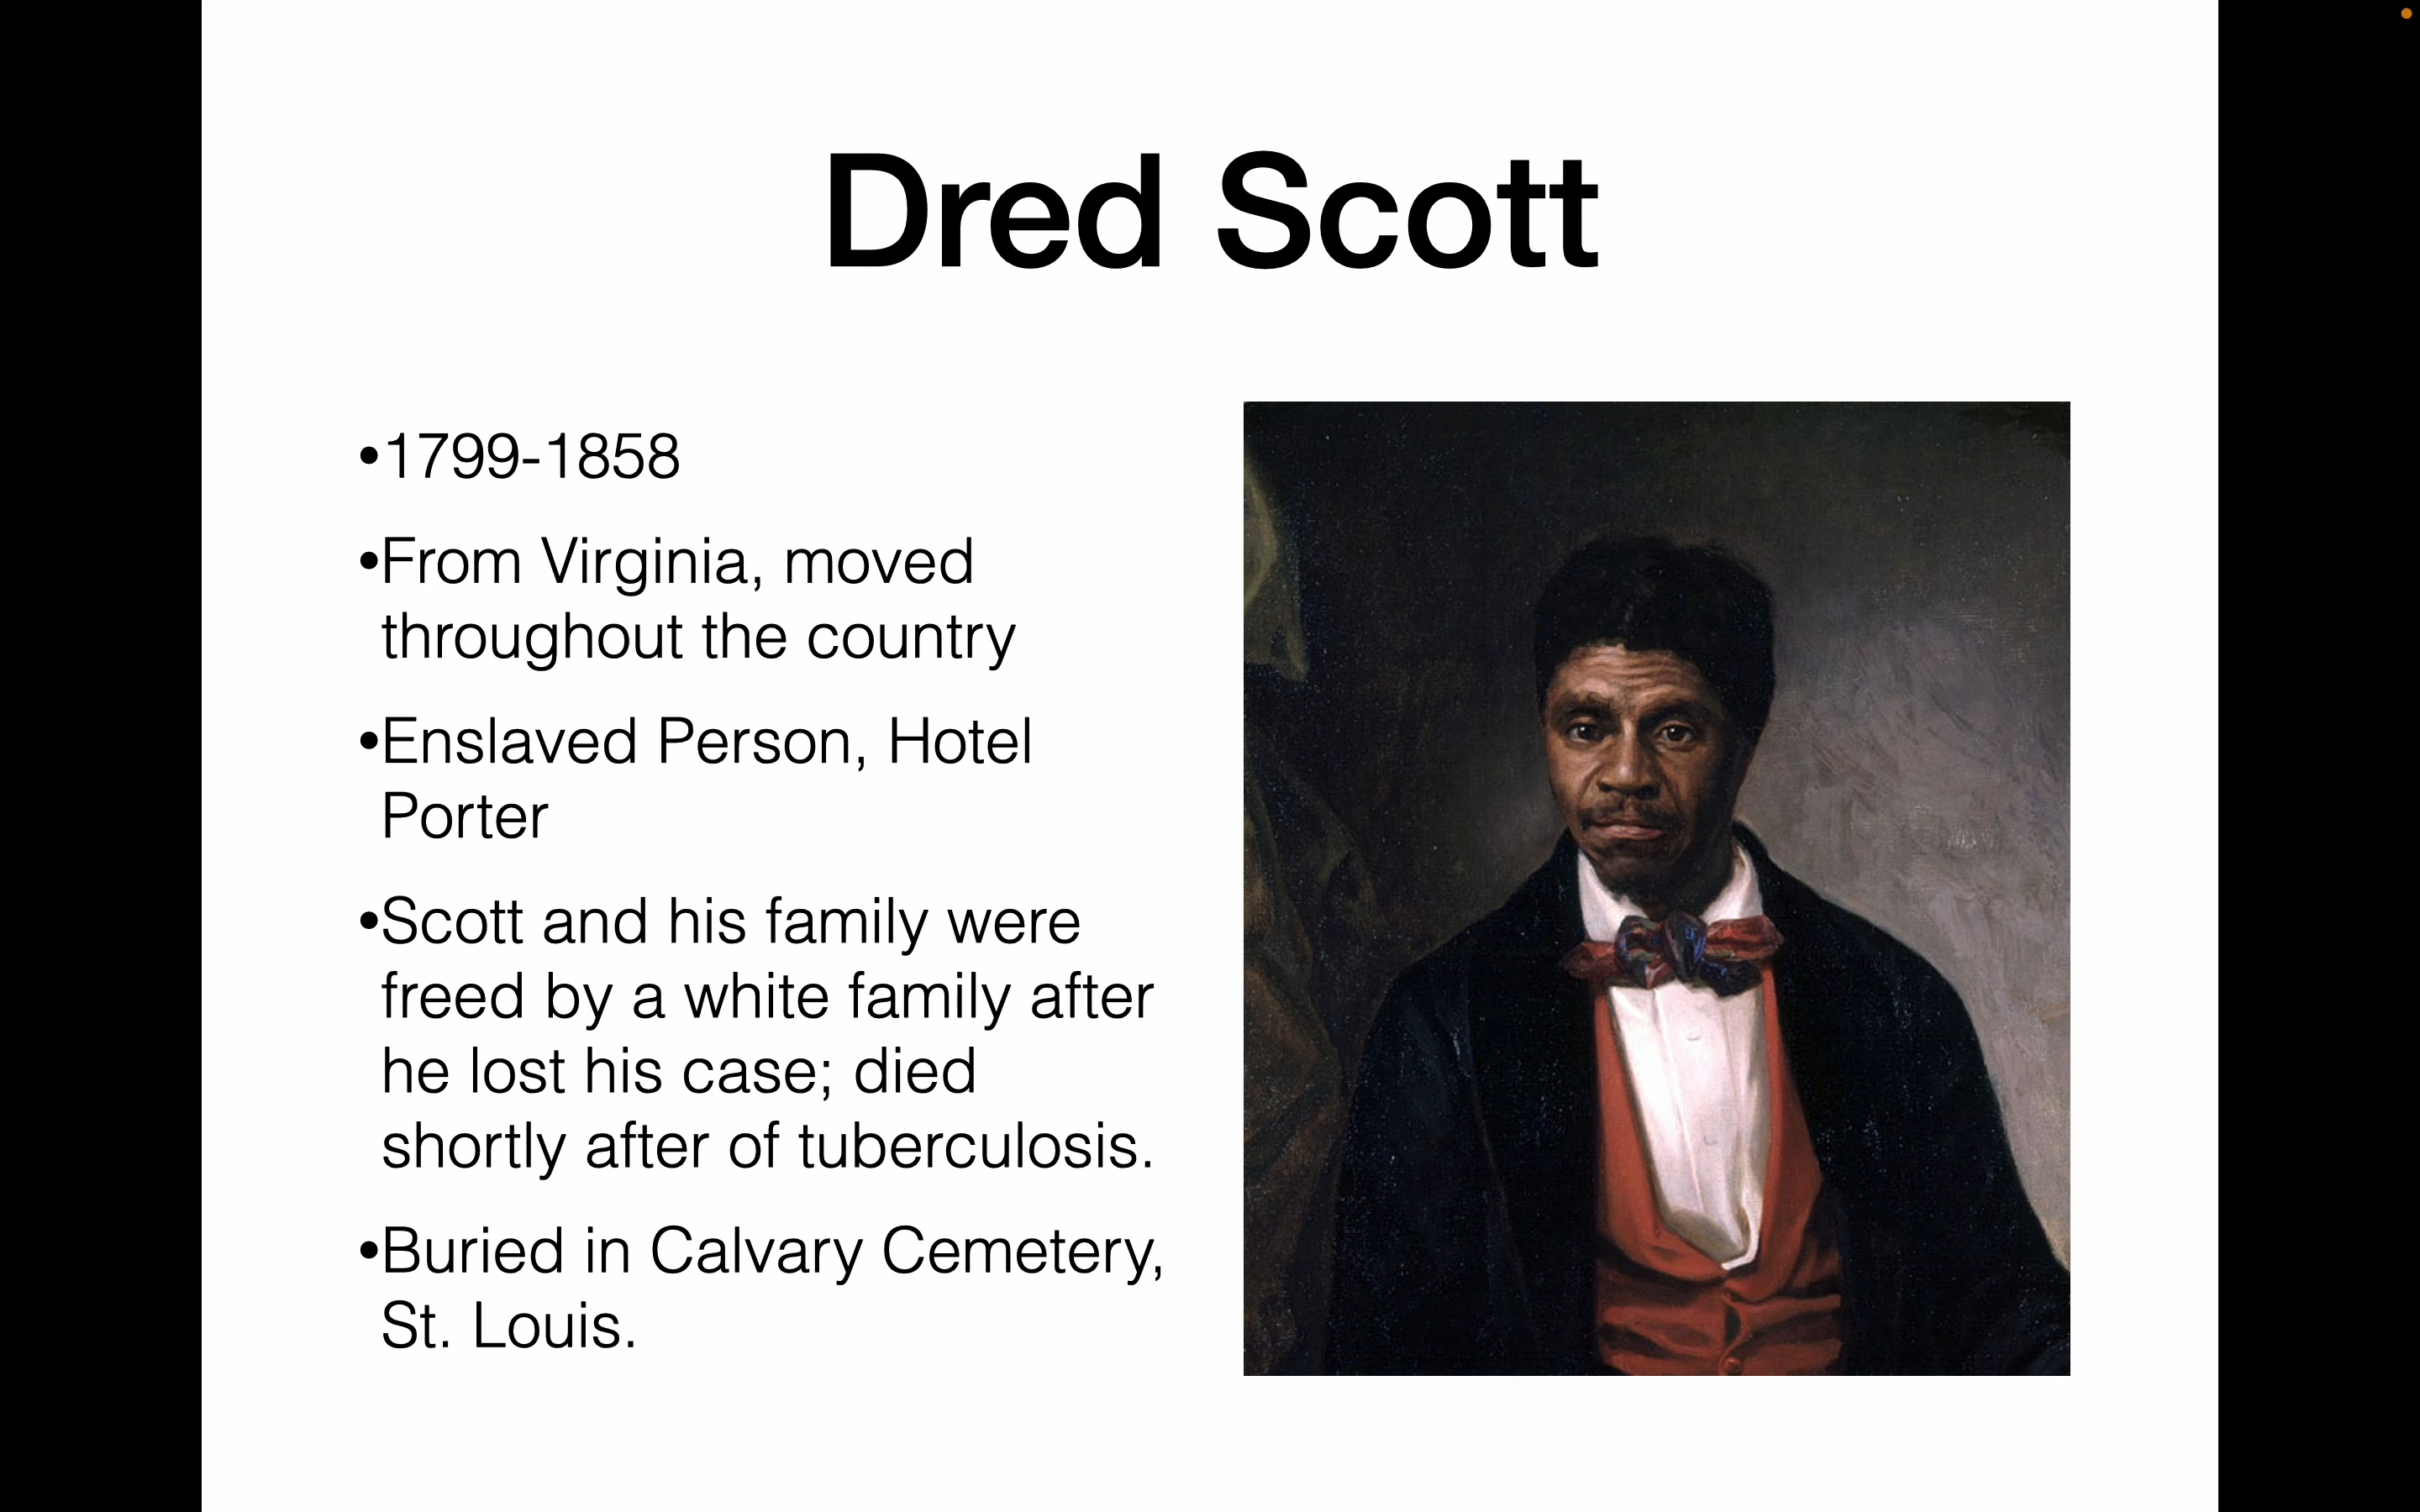 Dred Scott
•1799-1858
•From Virginia, moved
throughout the country
•Enslaved Person, Hotel
Porter
•Scott and his family were
freed by a white family after
he lost his case; died
shortly after of tuberculosis.
•Buried in Calvary Cemetery,
St. Louis.